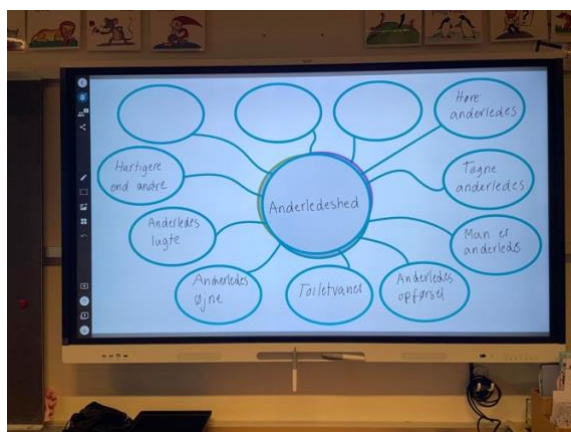 Anderledeshed
Høre
anderledes
Tegne
anderledes
Man er
anderleds
Anderledes
opførsel
Toiletvaner
Anderledes
øjne
Anderledes
lugte
Hurtigere
end andre